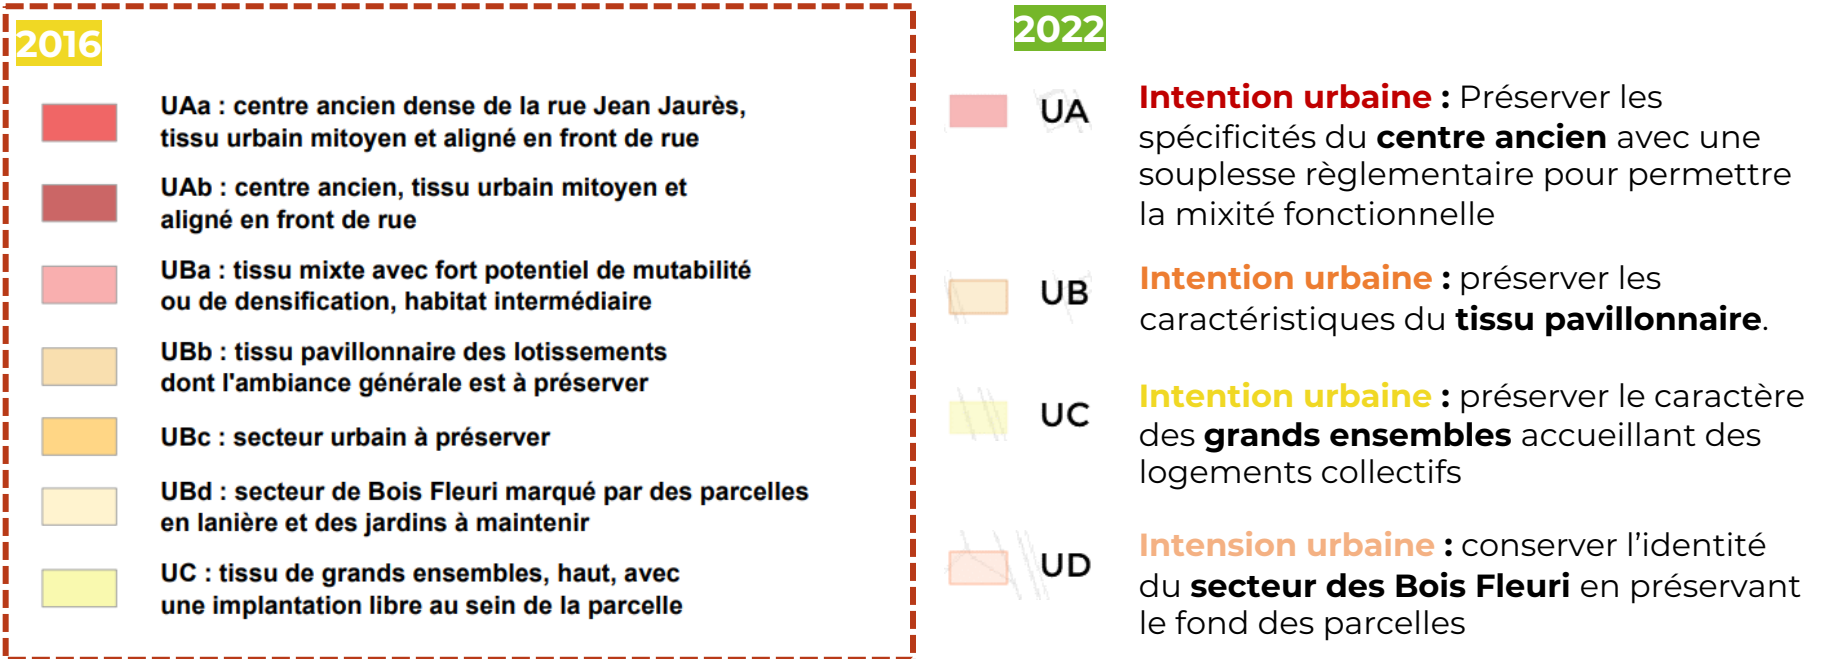 2016
UAa : centre ancien dense de la rue Jean Jaurès,
tissu urbain mitoyen et aligné en front de rue
UAb : centre ancien, tissu urbain mitoyen et
aligné en front de rue
UBa : tissu mixte avec fort potentiel de mutabilité
ou de densification, habitat intermédiaire
UBb : tissu pavillonnaire des lotissements
dont l'ambiance générale est à préserver
UBc : secteur urbain à préserver
UBd : secteur de Bois Fleuri marqué par des parcelles
en lanière et des jardins à maintenir
UC : tissu de grands ensembles, haut, avec
une implantation libre au sein de la parcelle
2022
UA
Intention urbaine : Préserver les
spécificités du centre ancien avec une
souplesse règlementaire pour permettre
la mixité fonctionnelle
UB
Intention urbaine : préserver les
caractéristiques du tissu pavillonnaire.
UC
Intention urbaine : préserver le caractère
des grands ensembles accueillant des
logements collectifs
UD
Intension urbaine : conserver l’identité
du secteur des Bois Fleuri en préservant
le fond des parcelles